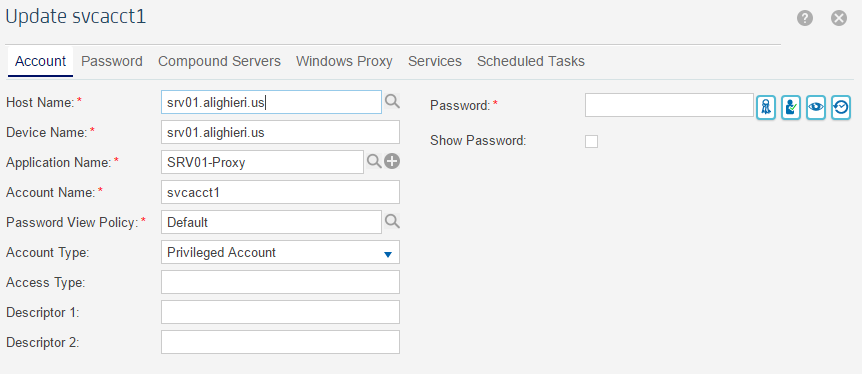 Update svcacct1
Account Password Compound Servers Windows Proxy Services Scheduled Tasks
Host Name: * srv01.alighieri.us
Password: *
Device Name: * srv01.alighieri.us
Show Password:
Application Name: * SRV01-Proxy
Account Name: * svcacct1
Password View Policy: * Default
Account Type: Privileged Account
Access Type:
Descriptor 1:
Descriptor 2: